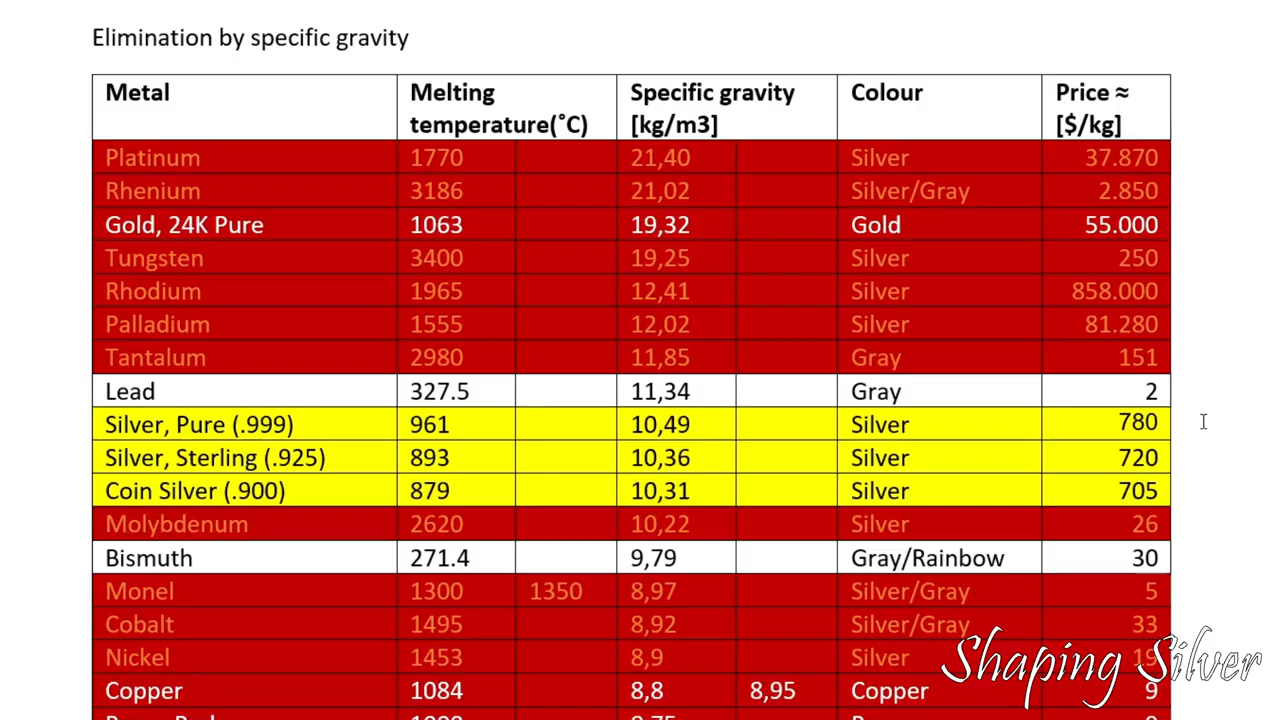 Elimination by specific gravity
Metal Melting temperature(˚C) Specific gravity [kg/m3] Colour Price ≈ [$/kg]
Platinum 1770 21,40 Silver 37.870
Rhenium 3186 21,02 Silver/Gray 2.850
Gold, 24K Pure 1063 19,32 Gold 55.000
Tungsten 3400 19,25 Silver 250
Rhodium 1965 12,41 Silver 858.000
Palladium 1555 12,02 Silver 81.280
Tantalum 2980 11,85 Gray 151
Lead 327.5 11,34 Gray 2
Silver, Pure (.999) 961 10,49 Silver 780
Silver, Sterling (.925) 893 10,36 Silver 720
Coin Silver (.900) 879 10,31 Silver 705
Molybdenum 2620 10,22 Silver 26
Bismuth 271.4 9,79 Gray/Rainbow 30
Monel 1300 1350 8,97 Silver/Gray 5
Cobalt 1495 8,92 Silver/Gray 33
Nickel 1453 8,9 Silver 19
Copper 1084 8,8 8,95 Copper 9
Shaping Silver